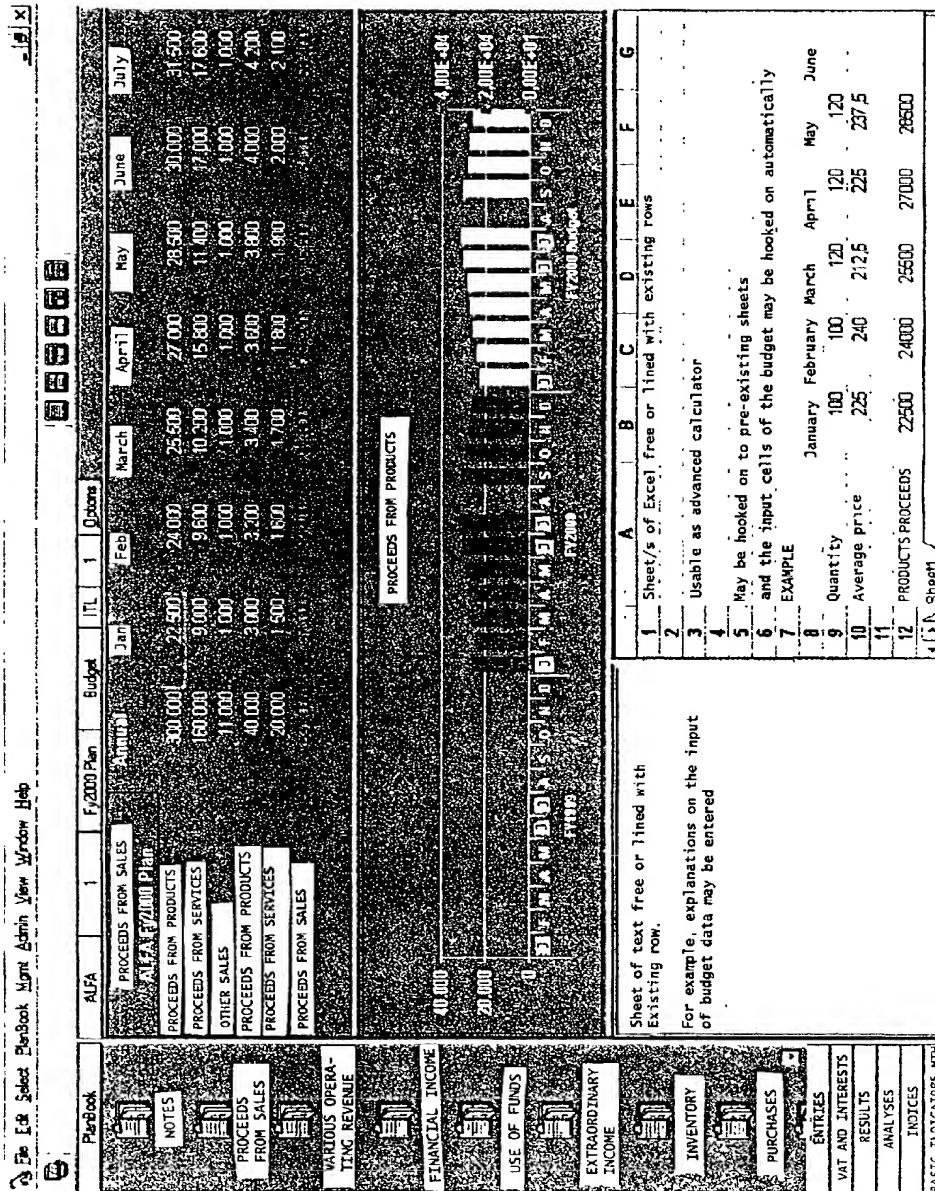 File Edit Select PlanBook Mgmt Admin View Window Help
PlanBook
NOTES
PROCEEDS
FROM SALES
VARIOUS OPERA-
TING REVENUE
FINANCIAL INCOME
USE OF FUNDS
EXTRAORDINARY
INCOME
INVENTORY
PURCHASES
ENTRIES
VAT AND INTERESTS
RESULTS
ANALYSES
INDICES
ALFA 1 Fy2000 Plan Budget ITL 1 Options
PROCEEDS FROM SALES Annual Jan Feb March April May June July
ALFA FY2000 Plan
PROCEEDS FROM PRODUCTS 300.000 22.500 24.000 25.500 27.000 28.500 30.000 31.500
PROCEEDS FROM SERVICES 160.000 9.000 9.600 10.200 15.600 11.400 17.000 17.600
OTHER SALES 11.000 1.000 1.000 1.000 1.000 1.000 1.000 1.000
PROCEEDS FROM PRODUCTS 40.000 3.000 3.200 3.400 3.600 3.800 4.000 4.200
PROCEEDS FROM SERVICES 20.000 1.500 1.600 1.700 1.800 1.900 2.000 2.100
PROCEEDS FROM SALES
PROCEEDS FROM PRODUCTS
40.000 4.00E+04
20.000 2.00E+04
0 0.00E+01
J F M A M J J A S O N D J F M A M J J A S O N D J F M A M J J A S O N D
FY1999 FY2000 FY2000 Budget
Sheet of text free or lined with
Existing row.
For example, explanations on the input
of budget data may be entered
A B C D E F G
1 Sheet/s of Excel free or lined with existing rows
2
3 Usable as advanced calculator
4
5 May be hooked on to pre-existing sheets
6 and the input cells of the budget may be hooked on automatically
7 EXAMPLE
8 January February March April May June
9 Quantity 100 100 120 120 120
10 Average price 225 240 212,5 225 237,5
11
12 PRODUCTS PROCEEDS 22500 24000 25500 27000 28500
Sheet1